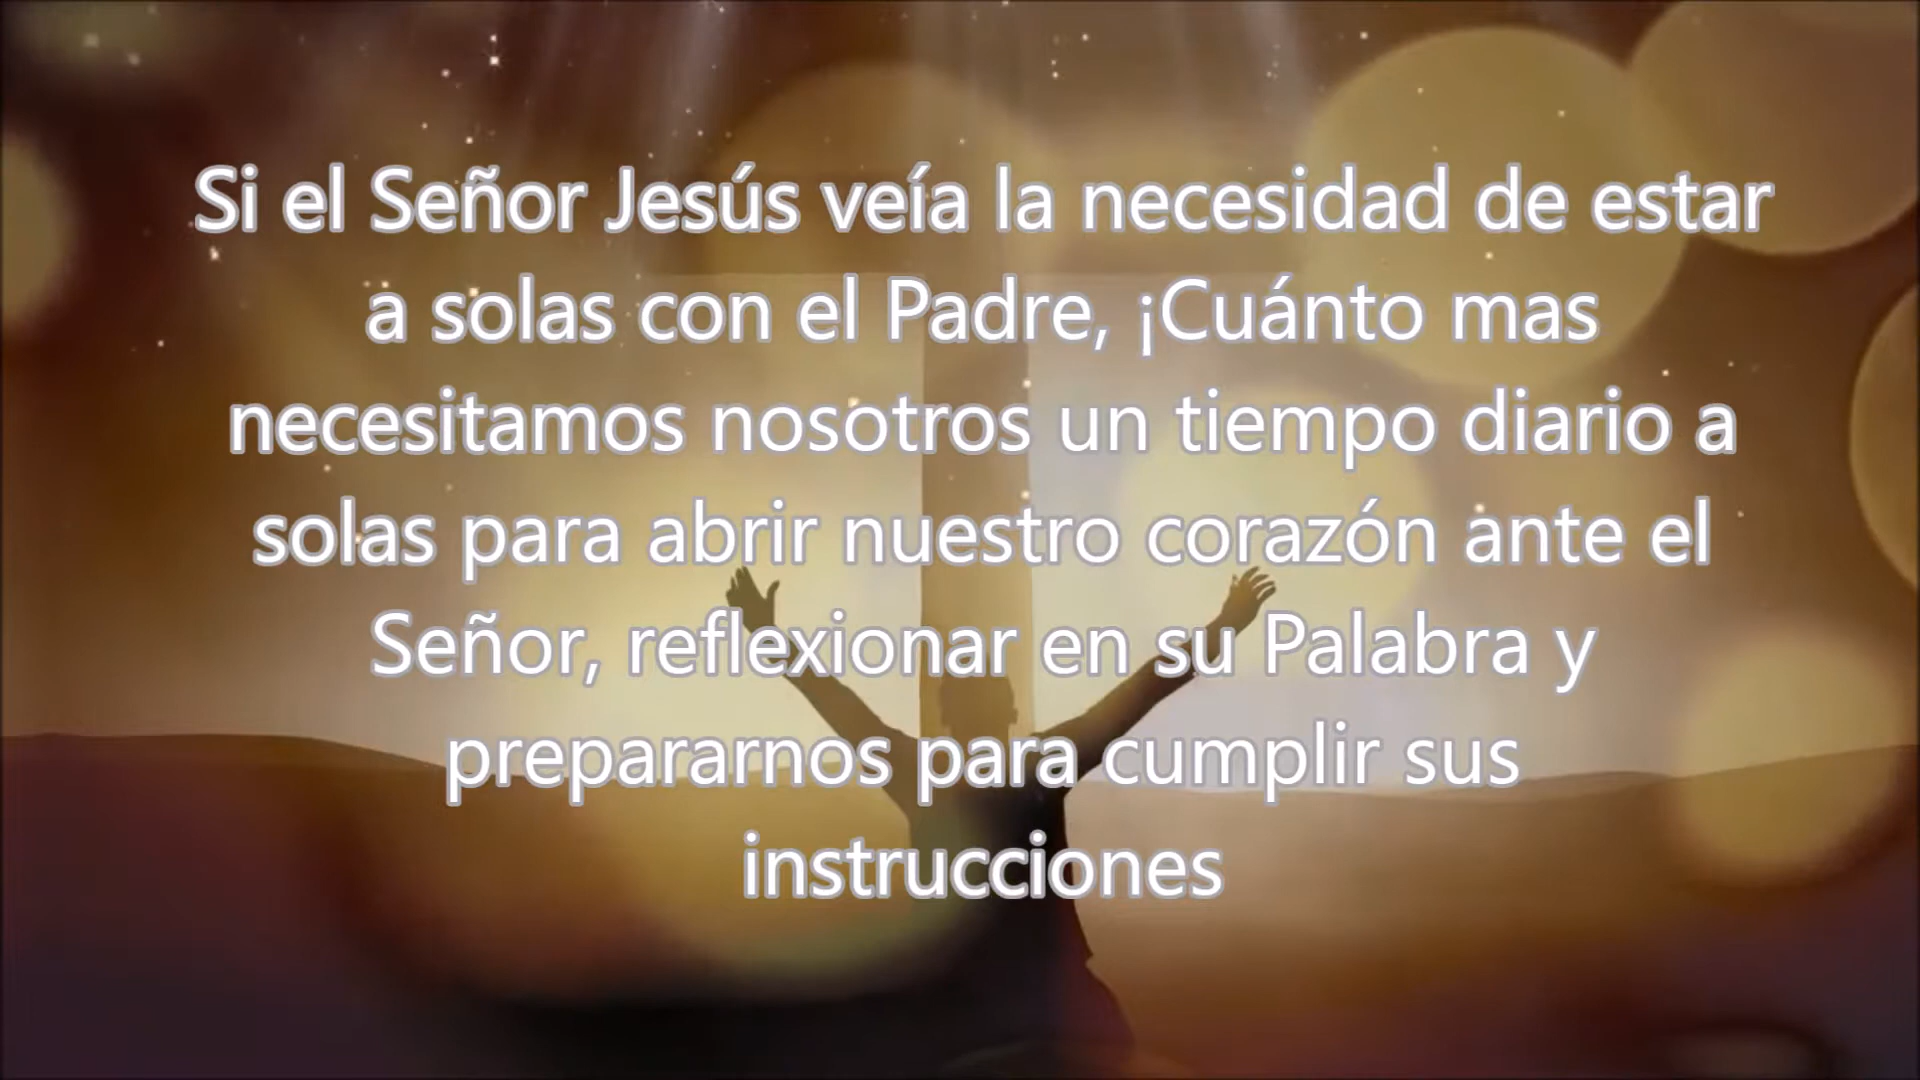 Si el Señor Jesús veía la necesidad de estar
a solas con el Padre, ¡Cuánto mas
necesitamos nosotros un tiempo diario a
solas para abrir nuestro corazón ante el
Señor, reflexionar en su Palabra y
prepararnos para cumplir sus
instrucciones